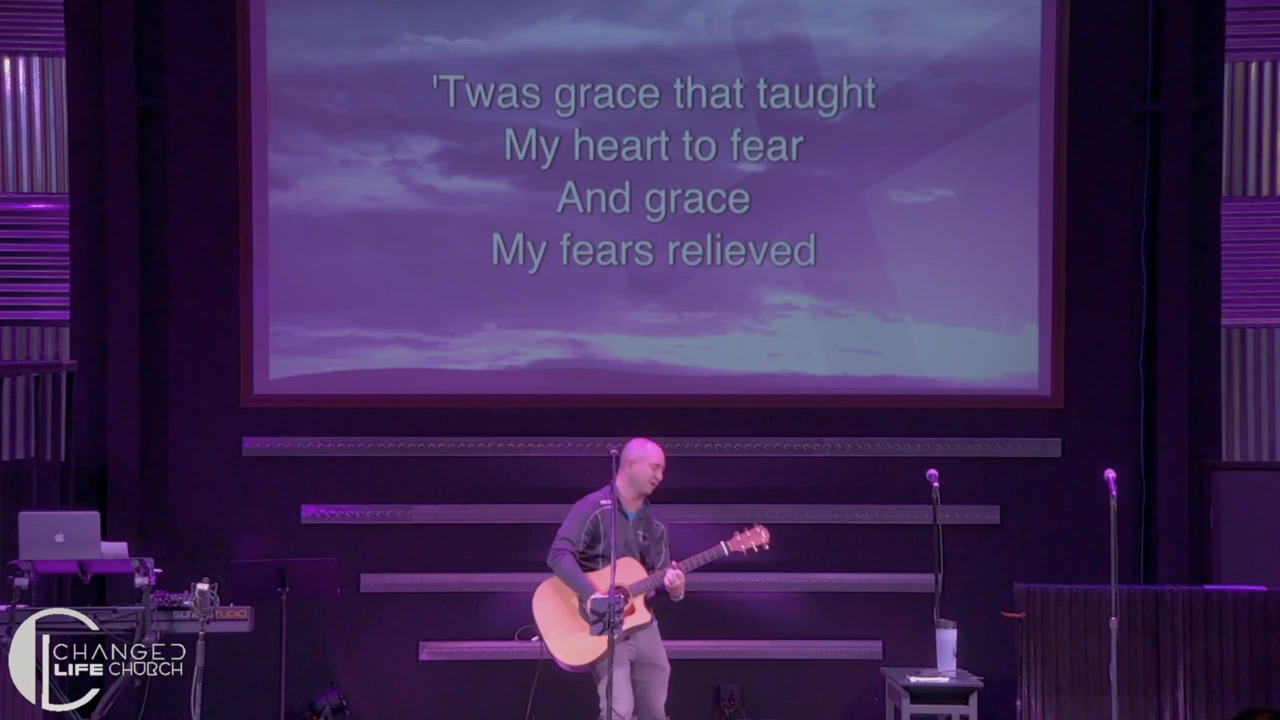 'Twas grace that taught
My heart to fear
And grace
My fears relieved
CHANGED
LIFE CHURCH